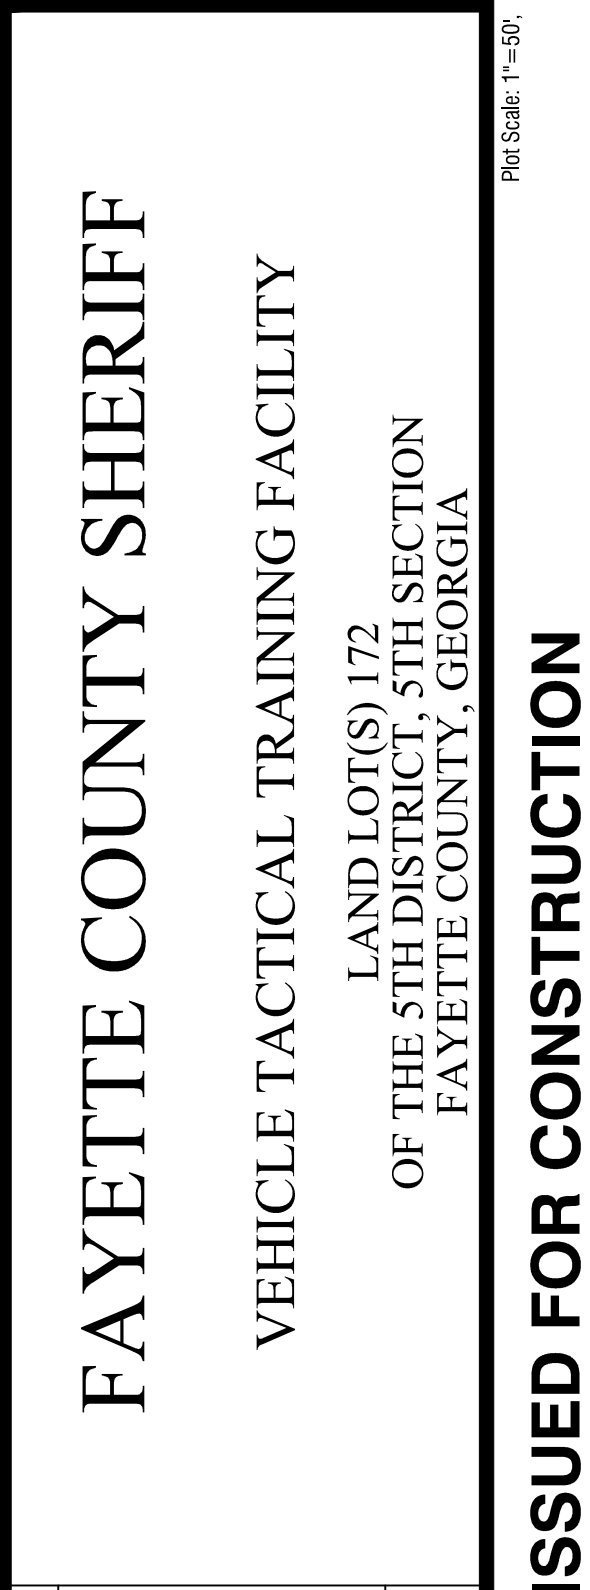 FAYETTE COUNTY SHERIFF
VEHICLE TACTICAL TRAINING FACILITY
LAND LOT(S) 172
OF THE 5TH DISTRICT, 5TH SECTION
FAYETTE COUNTY, GEORGIA
Plot Scale: 1"=50',
SSUED FOR CONSTRUCTION